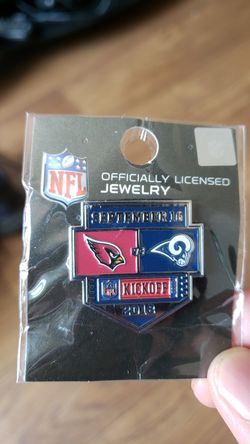 NFL
OFFICIALLY LICENSED
JEWELRY
SEPTEMBER 16
VS
NFL KICKOFF
2018